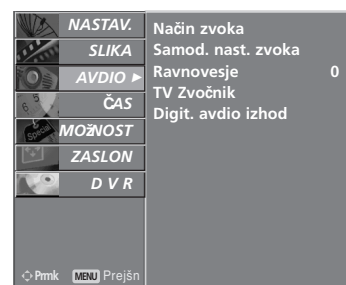 NASTAV.
SLIKA
AVDIO ►
ČAS
Special
MOŽNOST
ZASLON
D V R
Način zvoka
Samod. nast. zvoka
Ravnovesje 0
TV Zvočnik
Digit. avdio izhod
Prmk MENU Prejšn